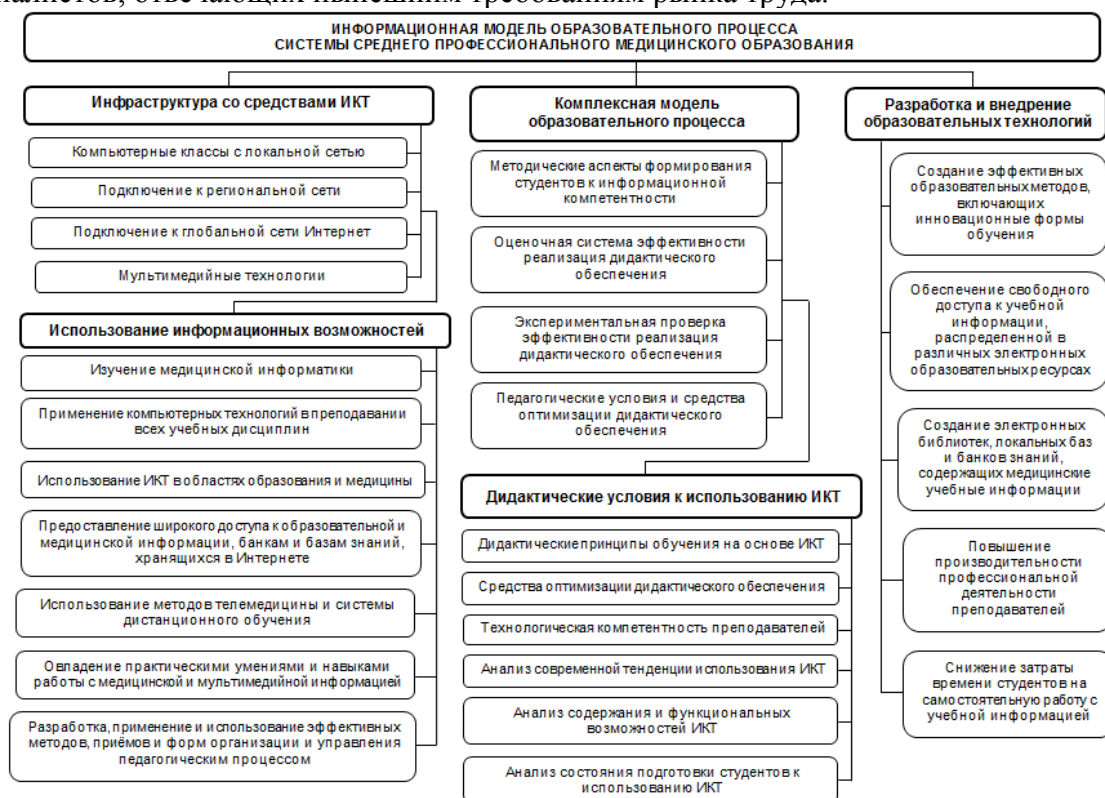 алистов, отвечающих нынешним требованиям рынка труда.
ИНФОРМАЦИОННАЯ МОДЕЛЬ ОБРАЗОВАТЕЛЬНОГО ПРОЦЕССА
СИСТЕМЫ СРЕДНЕГО ПРОФЕССИОНАЛЬНОГО МЕДИЦИНСКОГО ОБРАЗОВАНИЯ
Инфраструктура со средствами ИКТ
Компьютерные классы с локальной сетью
Подключение к региональной сети
Подключение к глобальной сети Интернет
Мультимедийные технологии
Использование информационных возможностей
Изучение медицинской информатики
Применение компьютерных технологий в преподавании
всех учебных дисциплин
Использование ИКТ в областях образования и медицины
Предоставление широкого доступа к образовательной и
медицинской информации, банкам и базам знаний,
хранящихся в Интернете
Использование методов телемедицины и системы
дистанционного обучения
Овладение практическими умениями и навыками
работы с медицинской и мультимедийной информацией
Разработка, применение и использование эффективных
методов, приёмов и форм организации и управления
педагогическим процессом
Комплексная модель
образовательного процесса
Методические аспекты формирования
студентов к информационной
компетентности
Оценочная система эффективности
реализация дидактического
обеспечения
Экспериментальная проверка
эффективности реализация
дидактического обеспечения
Педагогические условия и средства
оптимизации дидактического
обеспечения
Дидактические условия к использованию ИКТ
Дидактические принципы обучения на основе ИКТ
Средства оптимизации дидактического обеспечения
Технологическая компетентность преподавателей
Анализ современной тенденции использования ИКТ
Анализ содержания и функциональных
возможностей ИКТ
Анализ состояния подготовки студентов к
использованию ИКТ
Разработка и внедрение
образовательных технологий
Создание эффективных
образовательных методов,
включающих
инновационные формы
обучения
Обеспечение свободного
доступа к учебной
информации,
распределенной в
различных электронных
образовательных ресурсах
Создание электронных
библиотек, локальных баз
и банков знаний,
содержащих медицинские
учебные информации
Повышение
производительности
профессиональной
деятельности
преподавателей
Снижение затраты
времени студентов на
самостоятельную работу с
учебной информацией